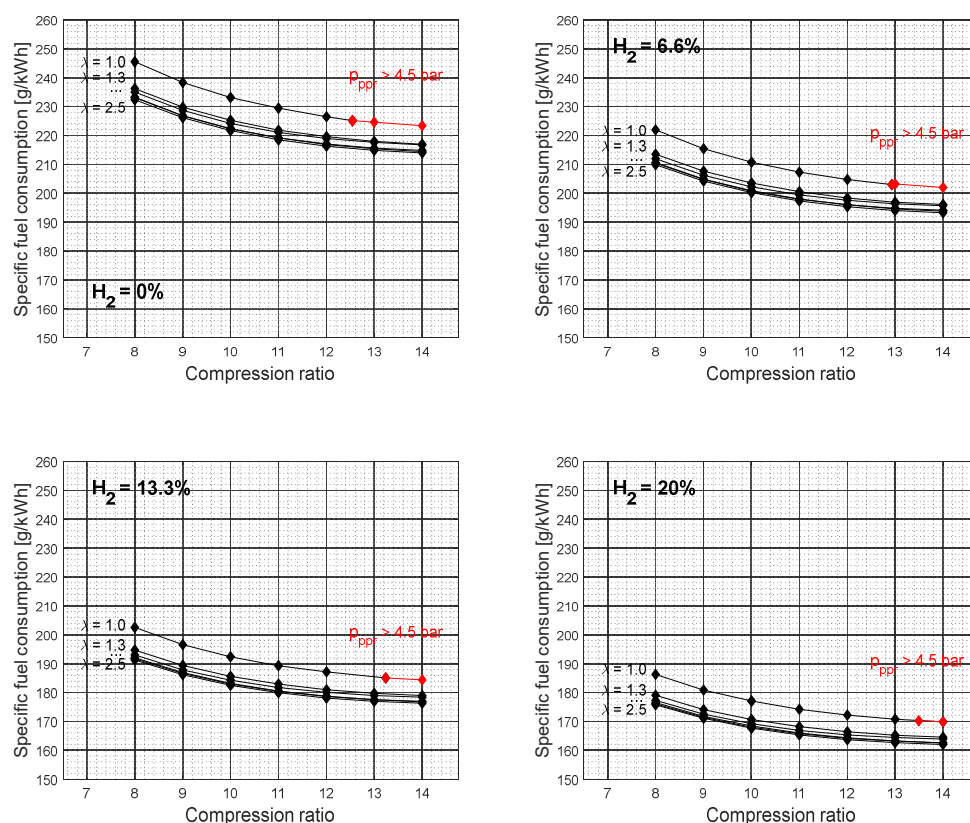 260
250
240
230
220
210
200
190
180
170
160
150
Specific fuel consumption [g/kWh]
λ = 1.0
λ = 1.3
...
λ = 2.5
p_ppr > 4.5 bar
H₂ = 0%
7 8 9 10 11 12 13 14
Compression ratio
260
250
240
230
220
210
200
190
180
170
160
150
Specific fuel consumption [g/kWh]
H₂ = 6.6%
λ = 1.0
λ = 1.3
...
λ = 2.5
p_ppr > 4.5 bar
7 8 9 10 11 12 13 14
Compression ratio
260
250
240
230
220
210
200
190
180
170
160
150
Specific fuel consumption [g/kWh]
H₂ = 13.3%
λ = 1.0
λ = 1.3
...
λ = 2.5
p_ppr > 4.5 bar
7 8 9 10 11 12 13 14
Compression ratio
260
250
240
230
220
210
200
190
180
170
160
150
Specific fuel consumption [g/kWh]
H₂ = 20%
λ = 1.0
λ = 1.3
...
λ = 2.5
p_ppr > 4.5 bar
7 8 9 10 11 12 13 14
Compression ratio